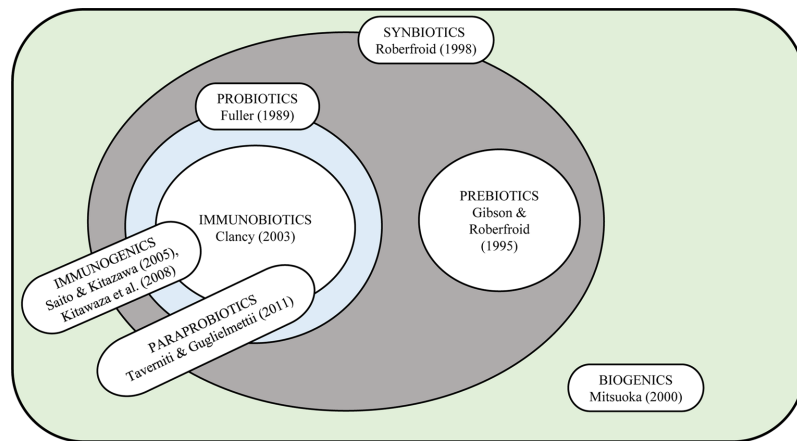 SYNBIOTICS
Roberfroid (1998)
PROBIOTICS
Fuller (1989)
IMMUNOBIOTICS
Clancy (2003)
PREBIOTICS
Gibson &
Roberfroid
(1995)
IMMUNOGENICS
Saito & Kitazawa (2005),
Kitawaza et al. (2008)
PARAPROBIOTICS
Taverniti & Guglielmettii (2011)
BIOGENICS
Mitsuoka (2000)